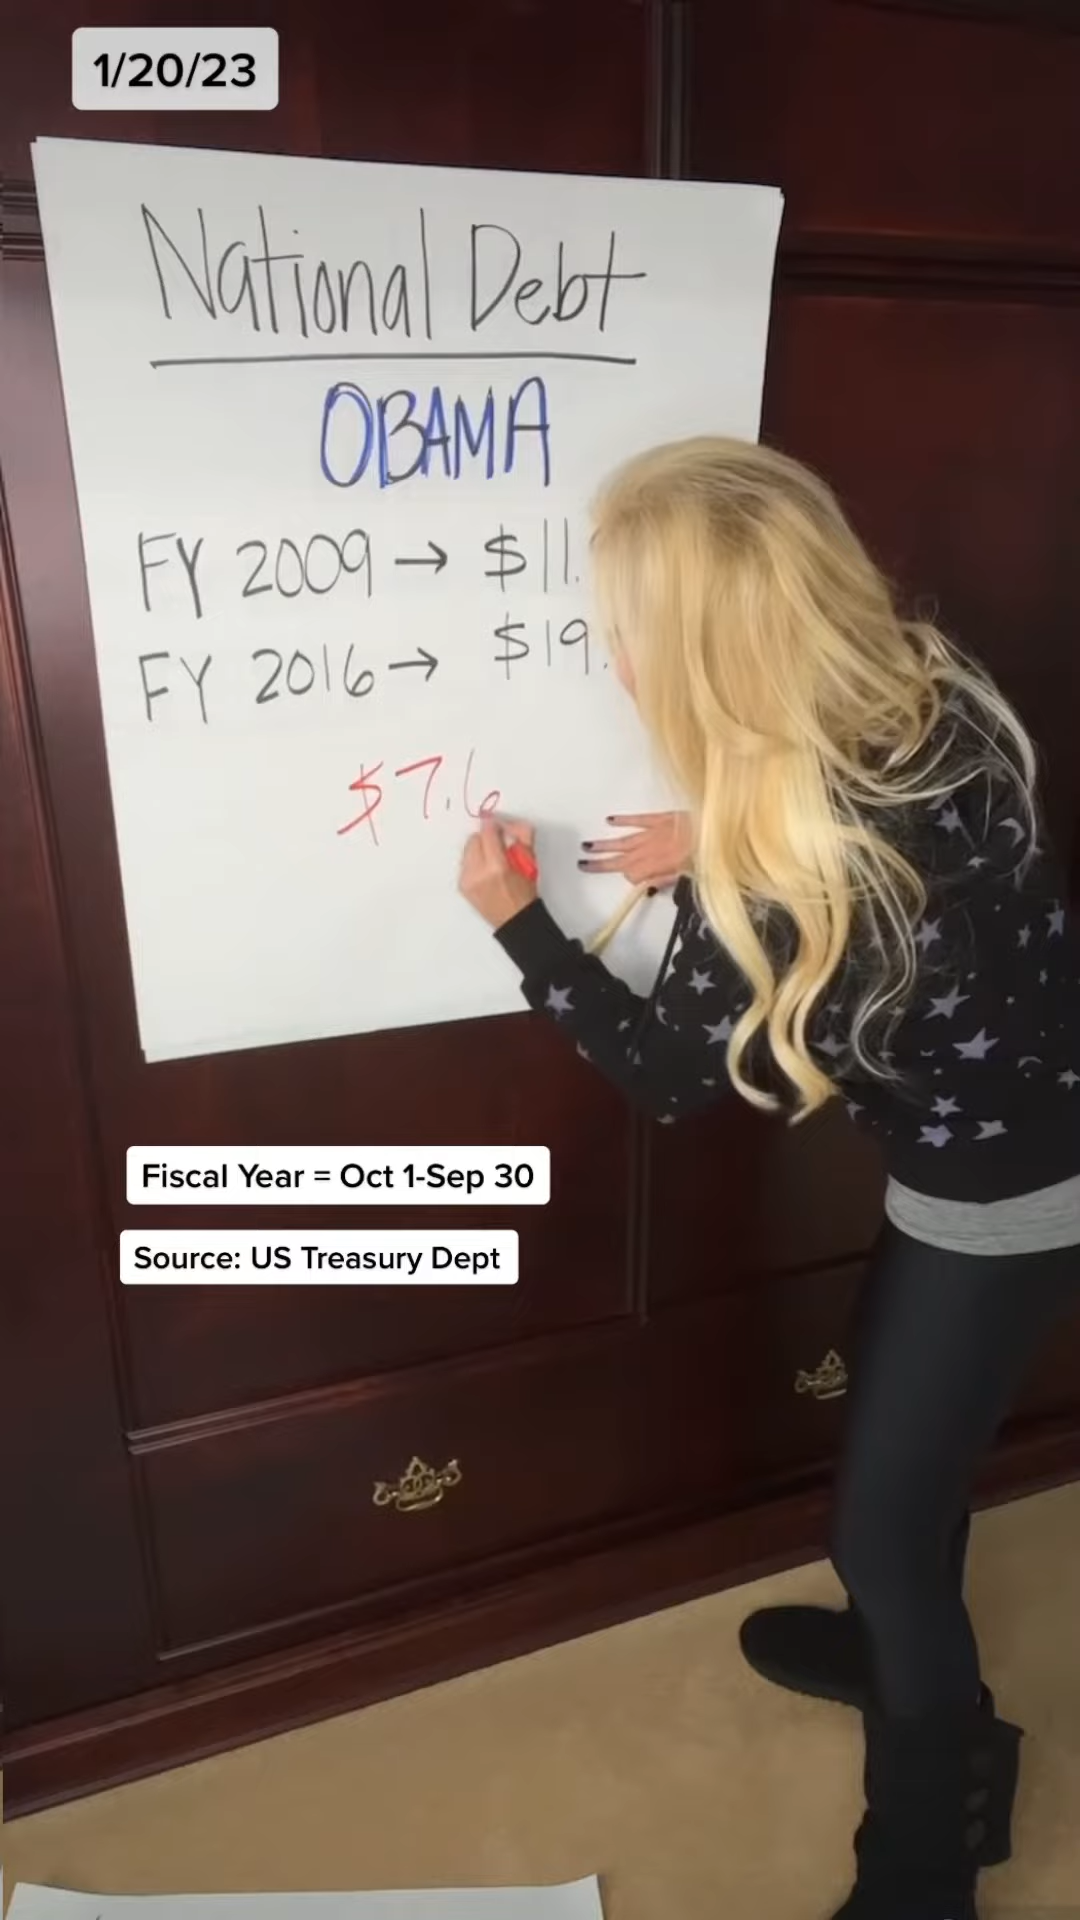 1/20/23
National Debt
OBAMA
FY 2009 → $11.
FY 2016 → $19.
$7.6
Fiscal Year = Oct 1-Sep 30
Source: US Treasury Dept